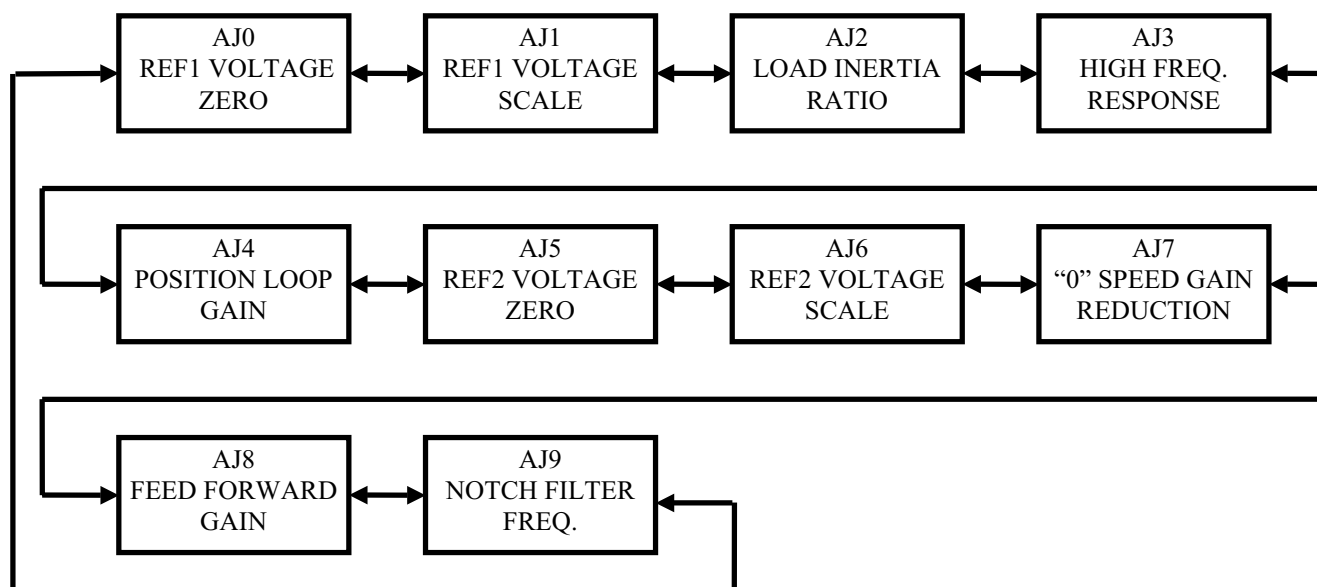 AJ0
REF1 VOLTAGE
ZERO
AJ1
REF1 VOLTAGE
SCALE
AJ2
LOAD INERTIA
RATIO
AJ3
HIGH FREQ.
RESPONSE
AJ4
POSITION LOOP
GAIN
AJ5
REF2 VOLTAGE
ZERO
AJ6
REF2 VOLTAGE
SCALE
AJ7
“0” SPEED GAIN
REDUCTION
AJ8
FEED FORWARD
GAIN
AJ9
NOTCH FILTER
FREQ.